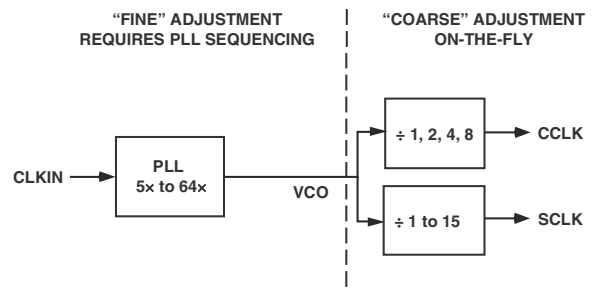 “FINE” ADJUSTMENT
REQUIRES PLL SEQUENCING
“COARSE” ADJUSTMENT
ON-THE-FLY
CLKIN
PLL
5× to 64×
VCO
÷ 1, 2, 4, 8
CCLK
÷ 1 to 15
SCLK